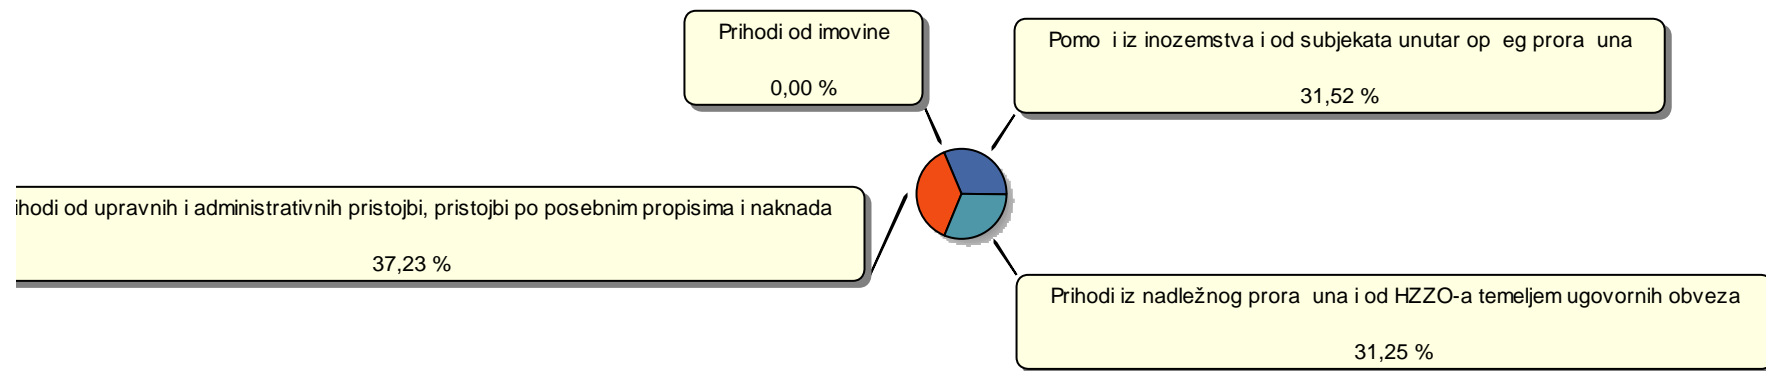 Prihodi od imovine
0,00 %
Pomo i iz inozemstva i od subjekata unutar op eg prora una
31,52 %
ihodi od upravnih i administrativnih pristojbi, pristojbi po posebnim propisima i naknada
37,23 %
Prihodi iz nadležnog prora una i od HZZO-a temeljem ugovornih obveza
31,25 %